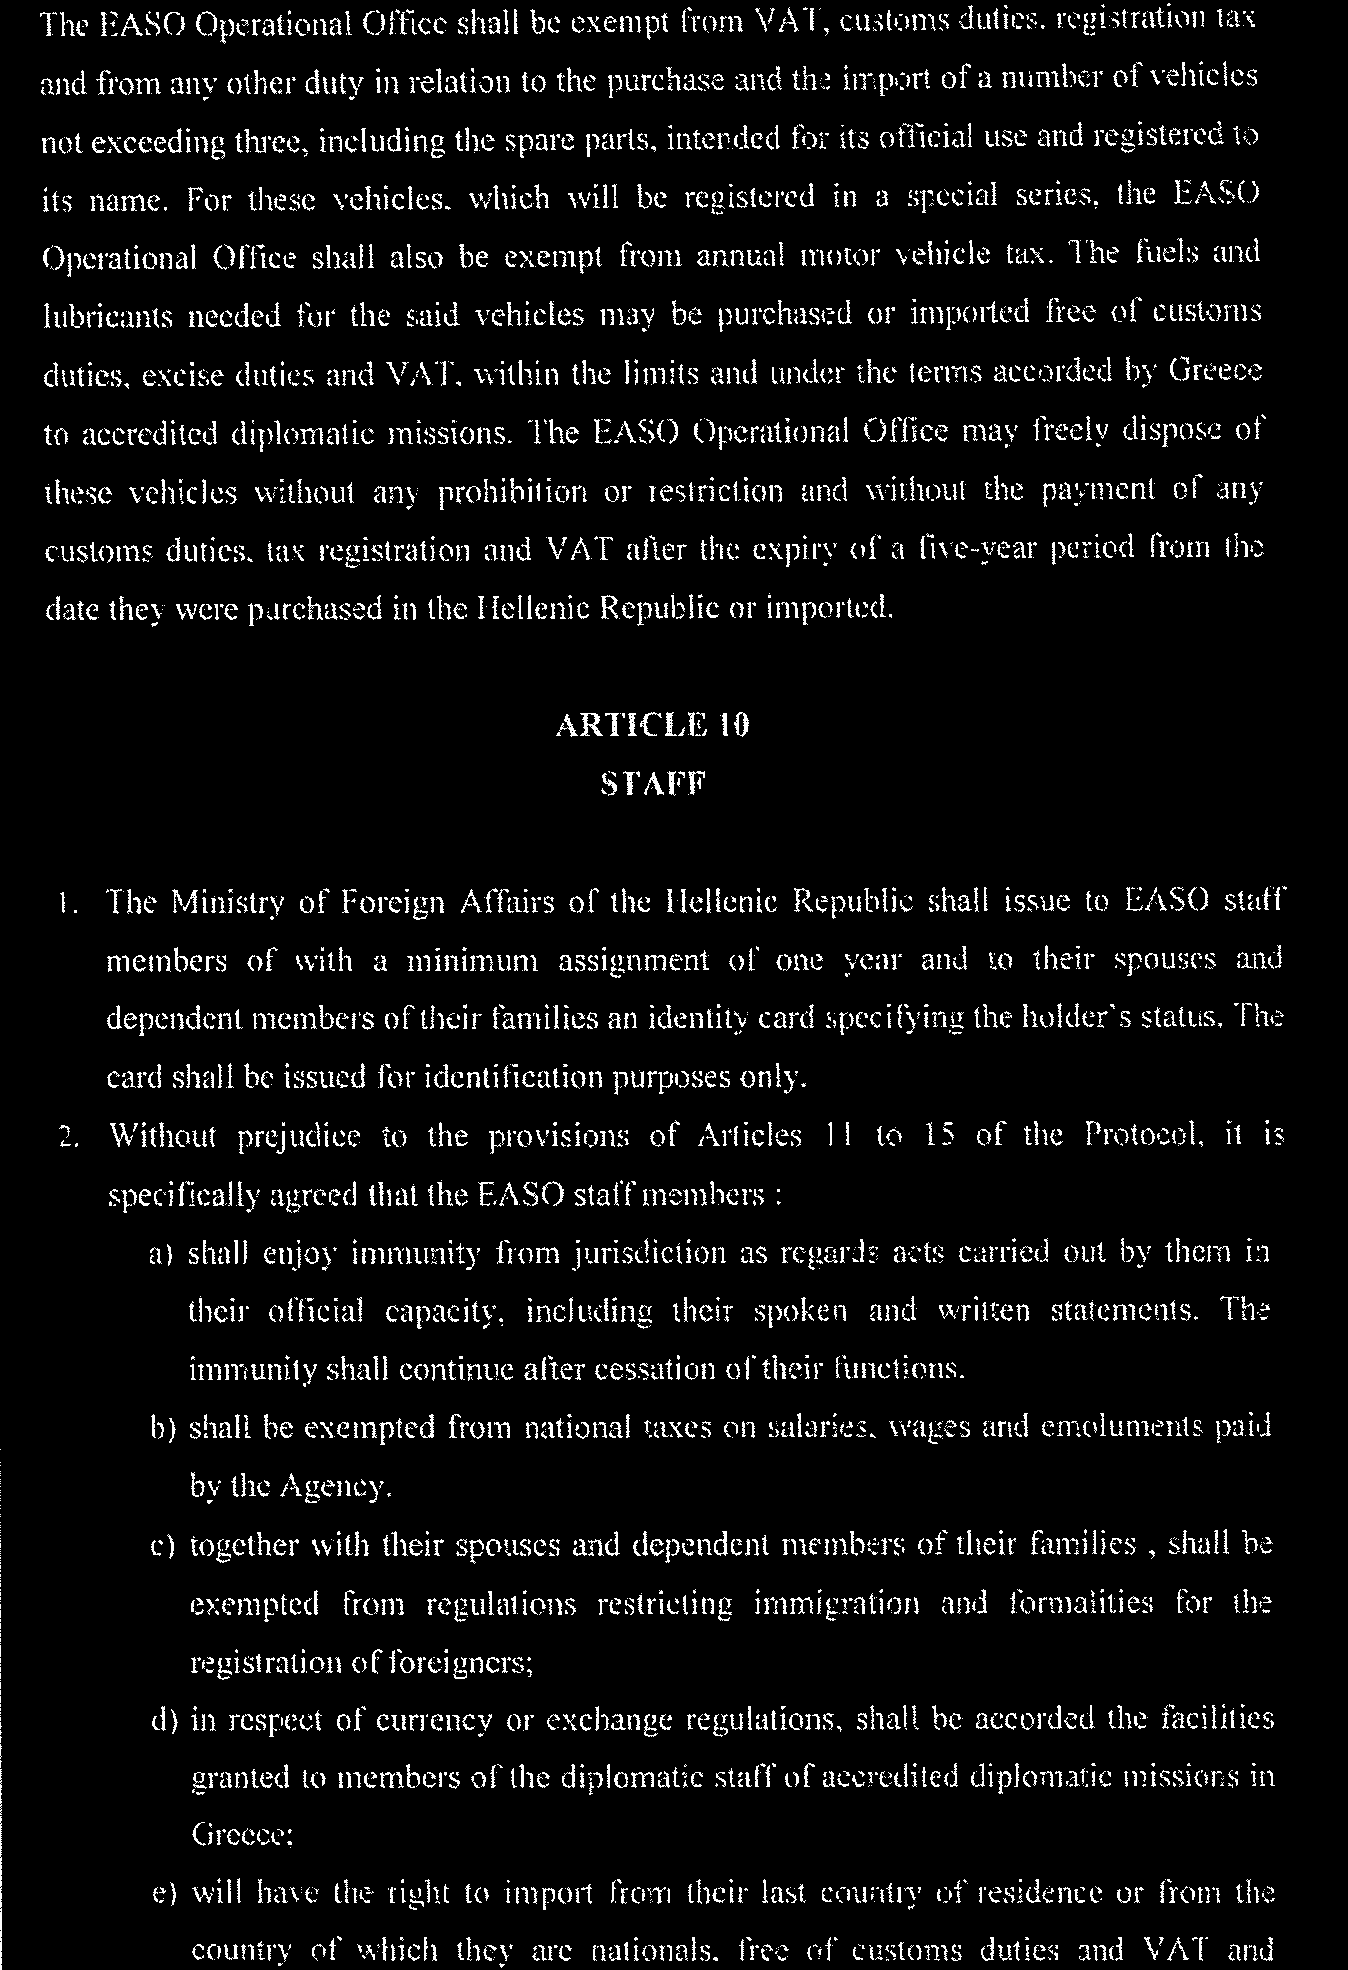 The EASO Operational Office shall be exempt from VAT, customs duties, registration tax
and from any other duty in relation to the purchase and the import of a number of vehicles
not exceeding three, including the spare parts, intended for its official use and registered to
its name. For these vehicles, which will be registered in a special series, the EASO
Operational Office shall also be exempt from annual motor vehicle tax. The fuels and
lubricants needed for the said vehicles may be purchased or imported free of customs
duties, excise duties and VAT, within the limits and under the terms accorded by Greece
to accredited diplomatic missions. The EASO Operational Office may freely dispose of
these vehicles without any prohibition or restriction and without the payment of any
customs duties, tax registration and VAT after the expiry of a five-year period from the
date they were purchased in the Hellenic Republic or imported.
ARTICLE 10
STAFF
1. The Ministry of Foreign Affairs of the Hellenic Republic shall issue to EASO staff
members of with a minimum assignment of one year and to their spouses and
dependent members of their families an identity card specifying the holder's status. The
card shall be issued for identification purposes only.
2. Without prejudice to the provisions of Articles 11 to 15 of the Protocol, it is
specifically agreed that the EASO staff members :
a) shall enjoy immunity from jurisdiction as regards acts carried out by them in
their official capacity, including their spoken and written statements. The
immunity shall continue after cessation of their functions.
b) shall be exempted from national taxes on salaries, wages and emoluments paid
by the Agency.
c) together with their spouses and dependent members of their families , shall be
exempted from regulations restricting immigration and formalities for the
registration of foreigners;
d) in respect of currency or exchange regulations, shall be accorded the facilities
granted to members of the diplomatic staff of accredited diplomatic missions in
Greece;
e) will have the right to import from their last country of residence or from the
country of which they are nationals, free of customs duties and VAT and